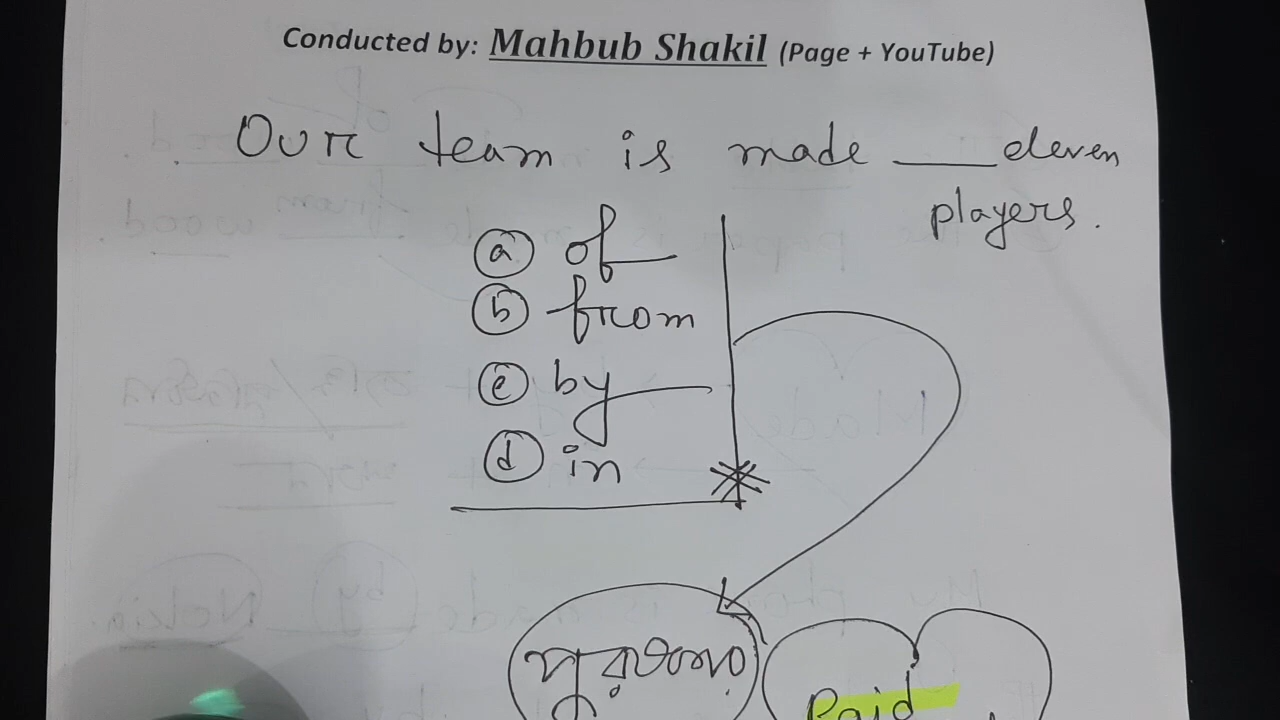 Conducted by: Mahbub Shakil (Page + YouTube)
Our team is made ____ eleven
players.
(a) of
(b) from
(c) by
(d) in
Paid